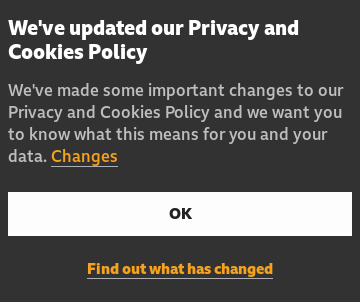 We've updated our Privacy and
Cookies Policy
We've made some important changes to our
Privacy and Cookies Policy and we want you
to know what this means for you and your
data. Changes
OK
Find out what has changed